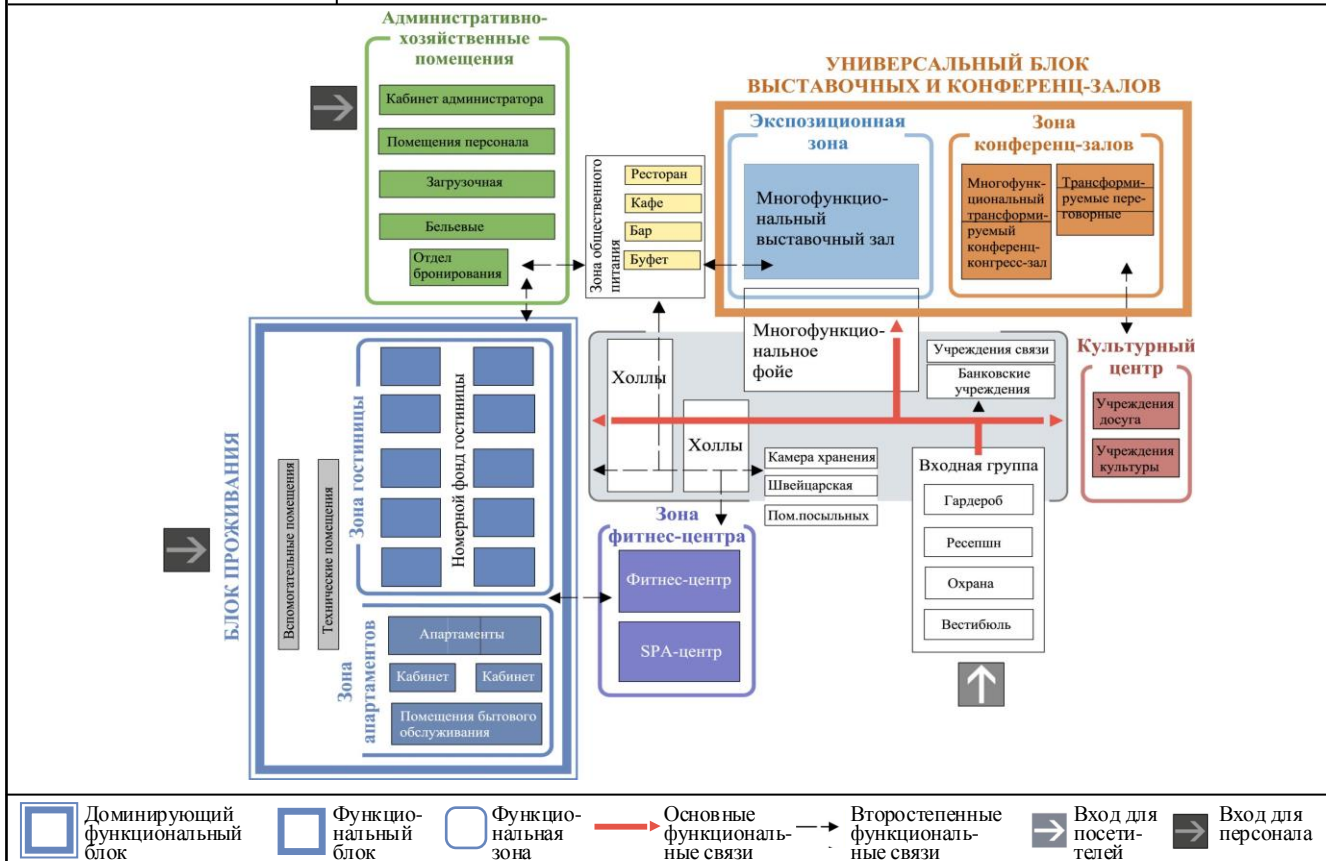 Административно-
хозяйственные
помещения
Кабинет администратора
Помещения персонала
Загрузочная
Бельевые
Отдел
бронирования
Зона общественного
питания
Ресторан
Кафе
Бар
Буфет
УНИВЕРСАЛЬНЫЙ БЛОК
ВЫСТАВОЧНЫХ И КОНФЕРЕНЦ-ЗАЛОВ
Экспозиционная
зона
Многофункцио-
нальный
выставочный зал
Зона
конференц-залов
Многофунк-
циональный
трансформи-
руемый
конференц-
конгресс-зал
Трансформи-
руемые пере-
говорные
Многофункцио-
нальное
фойе
Холлы
Холлы
Учреждения связи
Банковские
учреждения
Камера хранения
Швейцарская
Пом.посыльных
Культурный
центр
Учреждения
досуга
Учреждения
культуры
Входная группа
Гардероб
Ресепшн
Охрана
Вестибюль
БЛОК ПРОЖИВАНИЯ
Вспомогательные помещения
Технические помещения
Зона гостиницы
Номерной фонд гостиницы
Зона
апартаментов
Апартаменты
Кабинет
Кабинет
Помещения бытового
обслуживания
Зона
фитнес-центра
Фитнес-центр
SPA-центр
Доминирующий
функциональный
блок
Функцио-
нальный
блок
Функцио-
нальная
зона
Основные
функциональ-
ные связи
Второстепенные
функциональ-
ные связи
Вход для
посети-
телей
Вход для
персонала